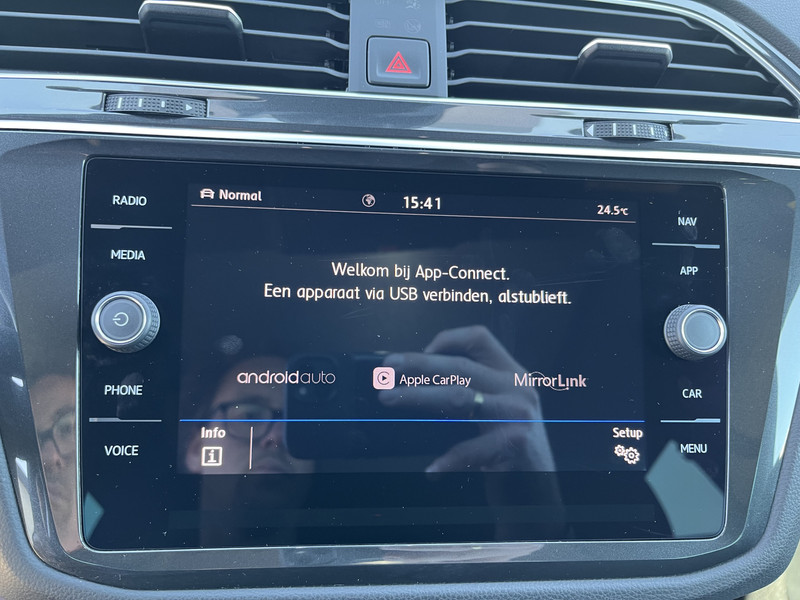 RADIO
MEDIA
PHONE
VOICE
Normal
15:41
24.5°C
Welkom bij App-Connect.
Een apparaat via USB verbinden, alstublieft.
androidauto
Apple CarPlay
MirrorLink
Info
Setup
NAV
APP
CAR
MENU